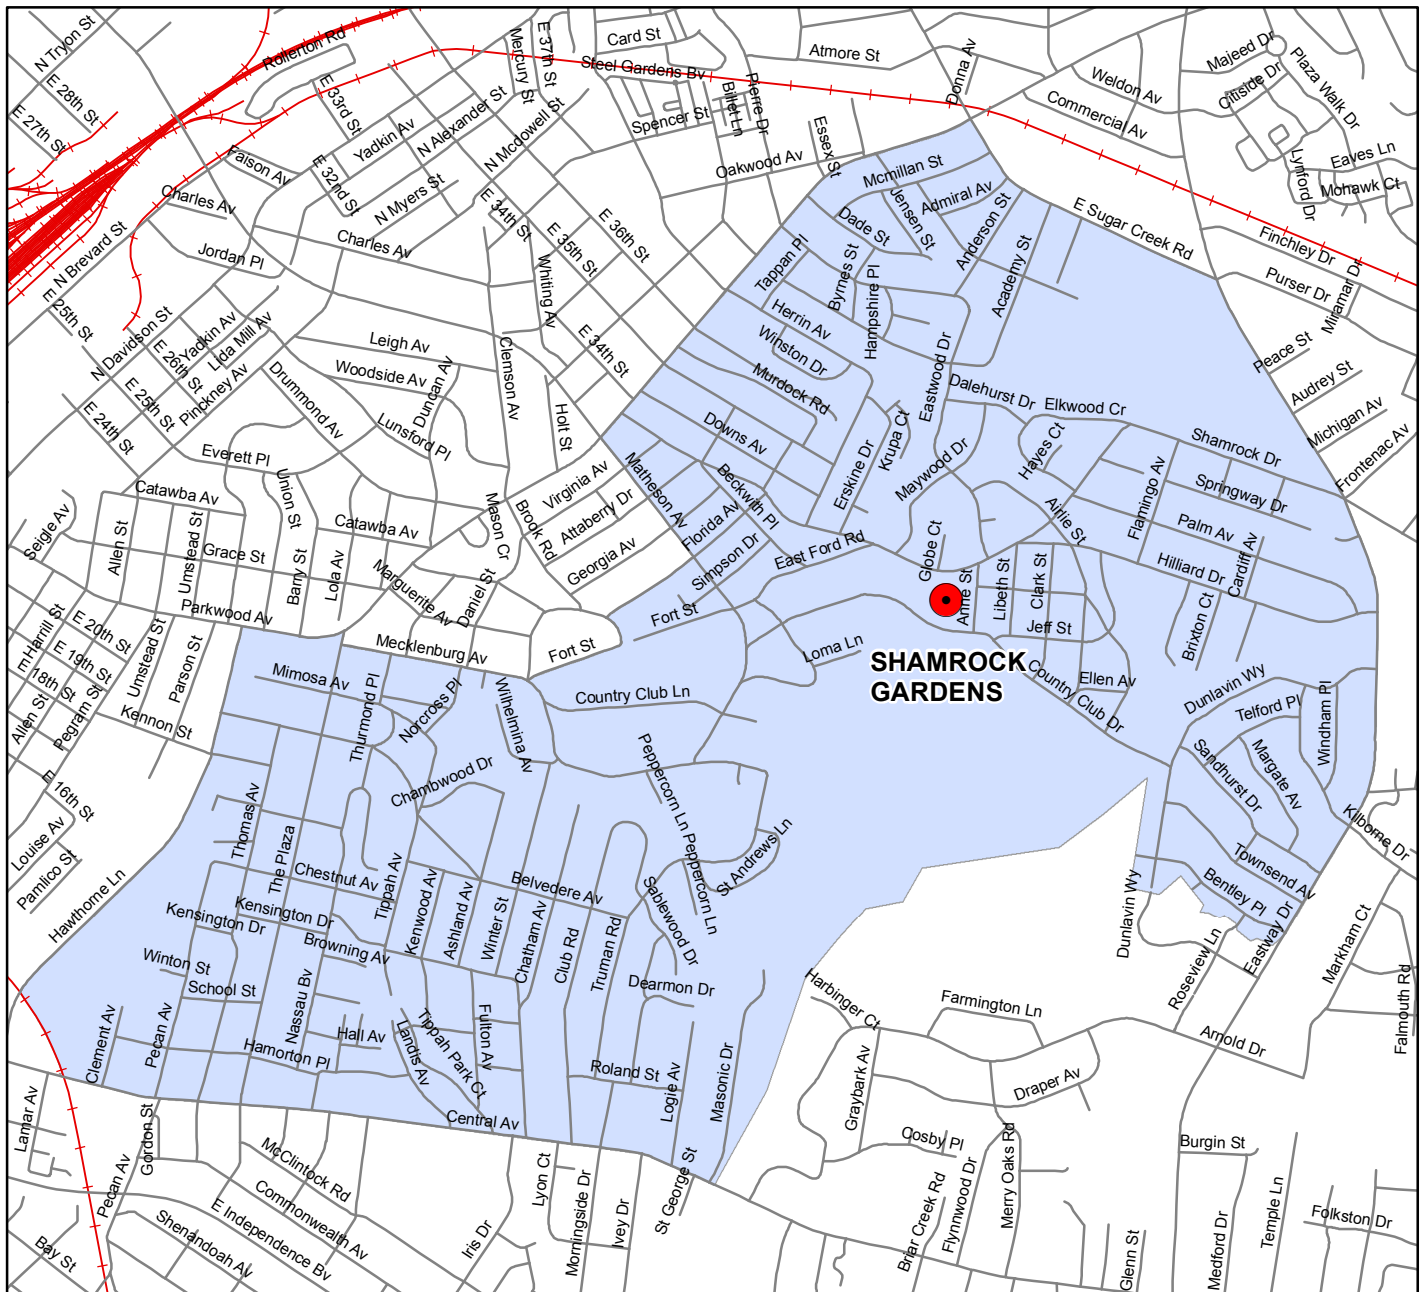 N Tryon St
E 28th St
E 27th St
Rollerton Rd
E 33rd St
Mercury St
E 37th St
Card St
Steel Gardens Bv
Atmore St
Donna Av
Weldon Av
Commercial Av
Majeed Dr
Citiside Dr
Plaza Walk Dr
Billet Ln
Pierre Dr
Spencer St
Essex St
Oakwood Av
Yadkin Av
N Alexander St
N Mcdowell St
Faison Av
E 32nd St
N Myers St
Charles Av
Jordan Pl
Charles Av
N Brevard St
E 34th St
E 35th St
E 36th St
Whiting Av
Mcmillan St
Admiral Av
Jensen St
Anderson St
Dade St
Lynford Dr
Eaves Ln
Mohawk Ct
E Sugar Creek Rd
Finchley Dr
Purser Dr
Miramar Dr
Tappan Pl
Byrnes St
Hampshire Pl
Academy St
E 25th St
N Davidson St
E 26th St
Yadkin Av
Lida Mill Av
Pinckney Av
E 25th St
E 24th St
Leigh Av
Woodside Av
Duncan Av
Clemson Av
E 34th St
Herrin Av
Winston Dr
Murdock Rd
Eastwood Dr
Peace St
Audrey St
Michigan Av
Frontenac Av
Drummond Av
Lunsford Pl
Holt St
Dalehurst Dr
Elkwood Cr
Shamrock Dr
Downs Av
Krupa Ct
Erskine Dr
Maywood Dr
Hayes Ct
Everett Pl
Union St
Virginia Av
Attaberry Dr
Georgia Av
Matheson Av
Beckwith Pl
Florida Av
Simpson Dr
Flamingo Av
Springway Dr
Airlie St
Palm Av
Cardiff Av
Hilliard Dr
Catawba Av
Catawba Av
Mason Cr
Brook Rd
Seigle Av
Allen St
Umstead St
Grace St
Barry St
Lola Av
Marguerite Av
Daniel St
East Ford Rd
Globe Ct
Anne St
Libeth St
Clark St
Jeff St
Brixton Ct
Parkwood Av
Mecklenburg Av
Fort St
Fort St
Loma Ln
SHAMROCK
GARDENS
Country Club Dr
Ellen Av
Dunlavin Wy
Telford Pl
Windham Pl
Harrill St
E 20th St
E 19th St
E 18th St
Umstead St
Parson St
Pegram St
Allen St
Kennon St
Mimosa Av
Thurmond Pl
Norcross Pl
Wilhelmina Av
Country Club Ln
Sandhurst Dr
Margate Av
E 16th St
Louise Av
Pamlico St
Hawthorne Ln
Chambwood Dr
Thomas Av
The Plaza
Peppercorn Ln
Peppercorn Ln
St Andrews Ln
Kilborne Dr
Townsend Av
Bentley Pl
Chestnut Av
Tippah Av
Belvedere Av
Sablewood Dr
Kensington Dr
Kensington Dr
Browning Av
Kenwood Av
Ashland Av
Winter St
Chatham Av
Club Rd
Truman Rd
Dunlavin Wy
Roseview Ln
Eastway Dr
Markham Ct
Winton St
School St
Nassau Bv
Dearmon Dr
Harbinger Ct
Farmington Ln
Falmouth Rd
Arnold Dr
Clement Av
Pecan Av
Hamorton Pl
Hall Av
Landis Av
Tippah Park Ct
Fulton Av
Central Av
Roland St
Logie Av
Masonic Dr
Graybark Av
Draper Av
Lamar Av
Gordon St
Pecan Av
McClintock Rd
Commonwealth Av
E Independence Bv
Shenandoah Av
Bay St
Iris Dr
Lyon Ct
Morningside Dr
Ivey Dr
St George St
Cosby Pl
Briar Creek Rd
Flynnwood Dr
Merry Oaks Rd
Burgin St
Glenn St
Medford Dr
Temple Ln
Folkston Dr